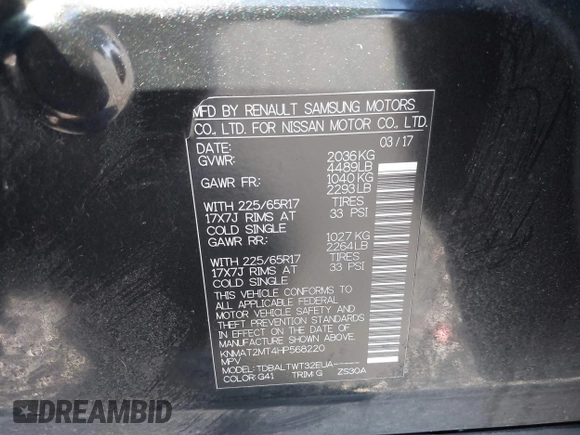 MFD BY RENAULT SAMSUNG MOTORS
CO., LTD. FOR NISSAN MOTOR CO., LTD.
DATE: 03/17
GVWR: 2036KG
4489LB
GAWR FR: 1040KG
2293LB
WITH 225/65R17 TIRES
17X7J RIMS AT 33 PSI
COLD SINGLE
GAWR RR: 1027KG
2264LB
WITH 225/65R17 TIRES
17X7J RIMS AT 33 PSI
COLD SINGLE
THIS VEHICLE CONFORMS TO
ALL APPLICABLE FEDERAL
MOTOR VEHICLE SAFETY AND
THEFT PREVENTION STANDARDS
IN EFFECT ON THE DATE OF
MANUFACTURE SHOWN ABOVE.
KNMAT2MT4HP568220
MPV
MODEL: TDBALTWT32EUA
COLOR: G41 TRIM: G ZS30A
DREAMBID